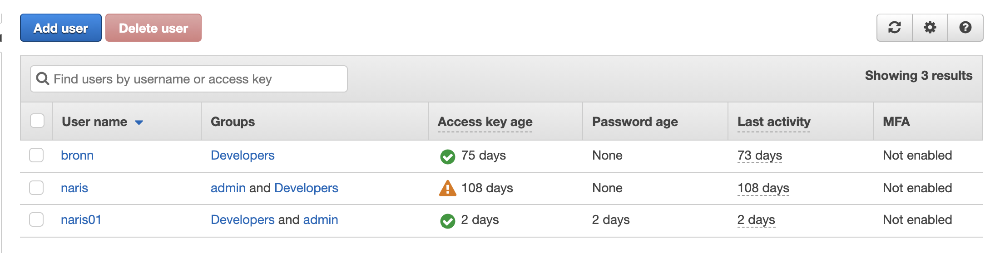 Add user Delete user
Find users by username or access key Showing 3 results
User name Groups Access key age Password age Last activity MFA
bronn Developers 75 days None 73 days Not enabled
naris admin and Developers 108 days None 108 days Not enabled
naris01 Developers and admin 2 days 2 days 2 days Not enabled